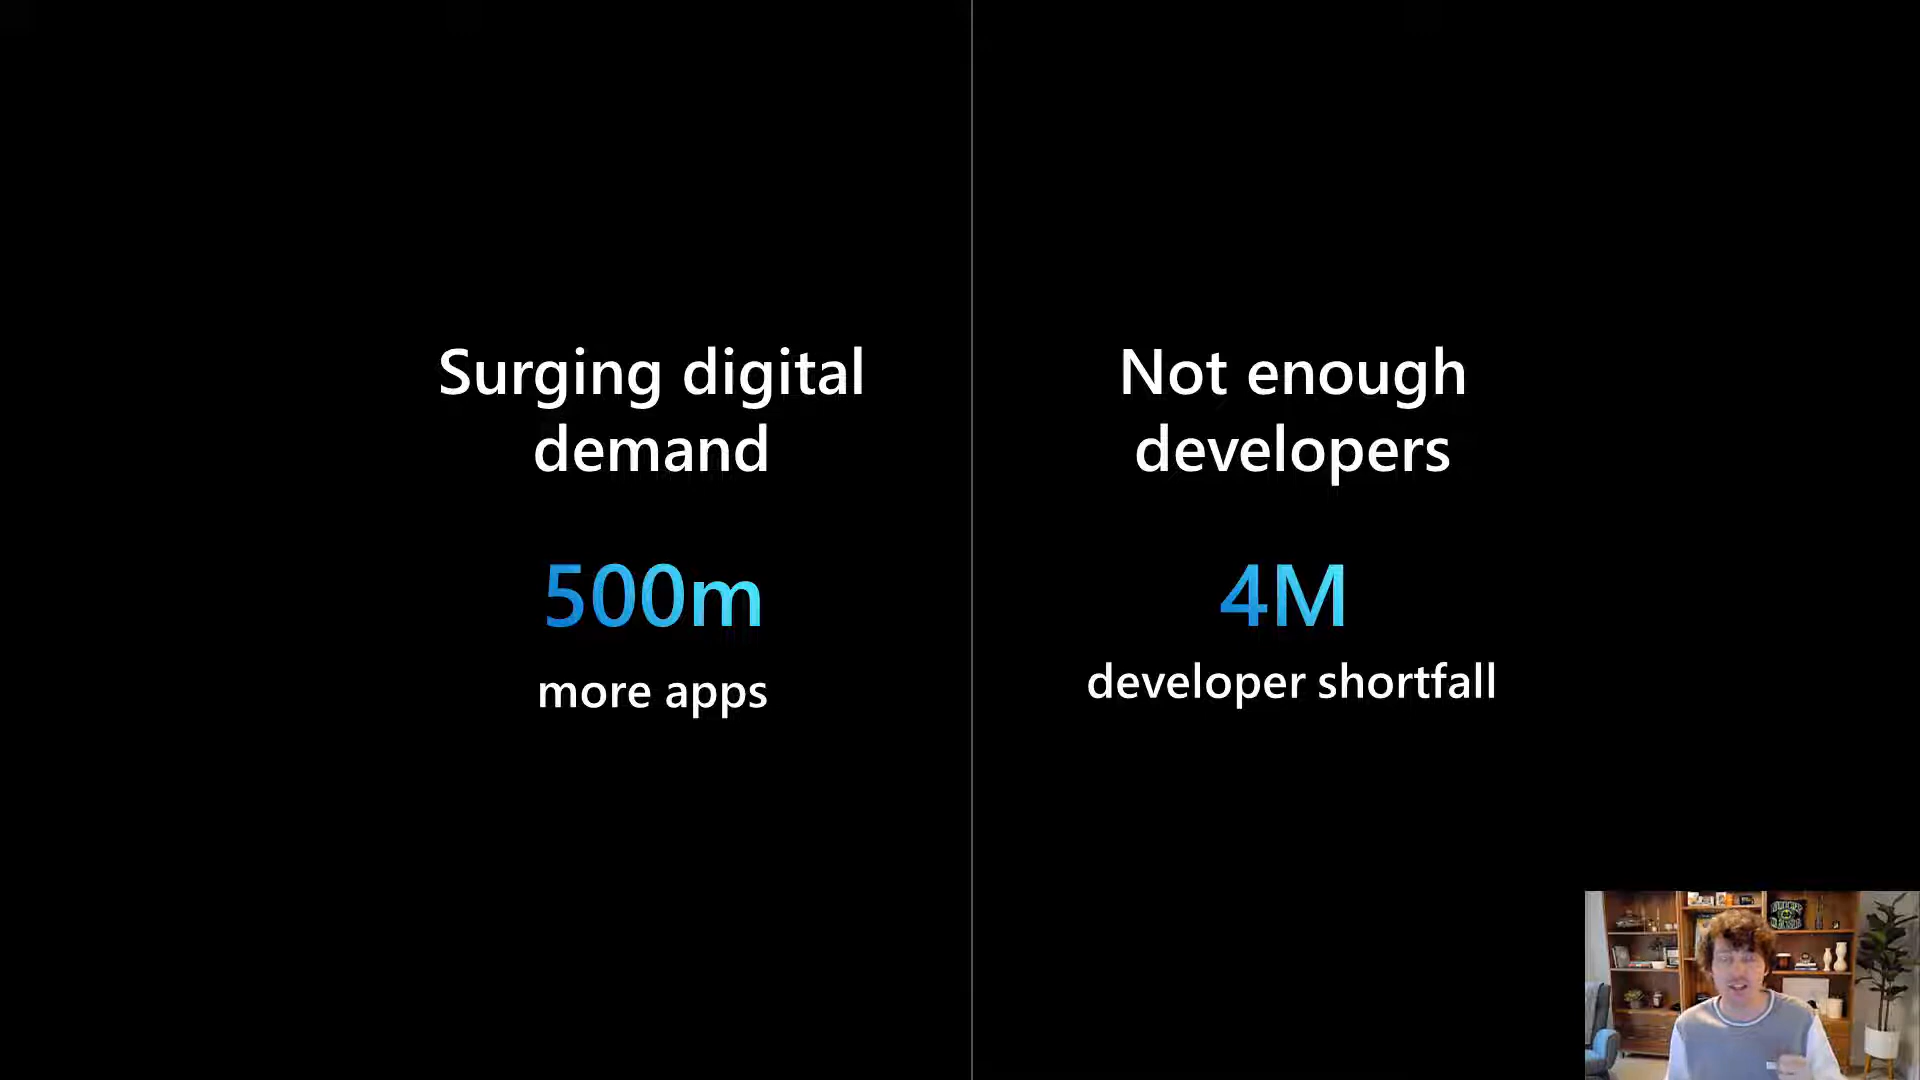 Surging digital
demand
500m
more apps
Not enough
developers
4M
developer shortfall